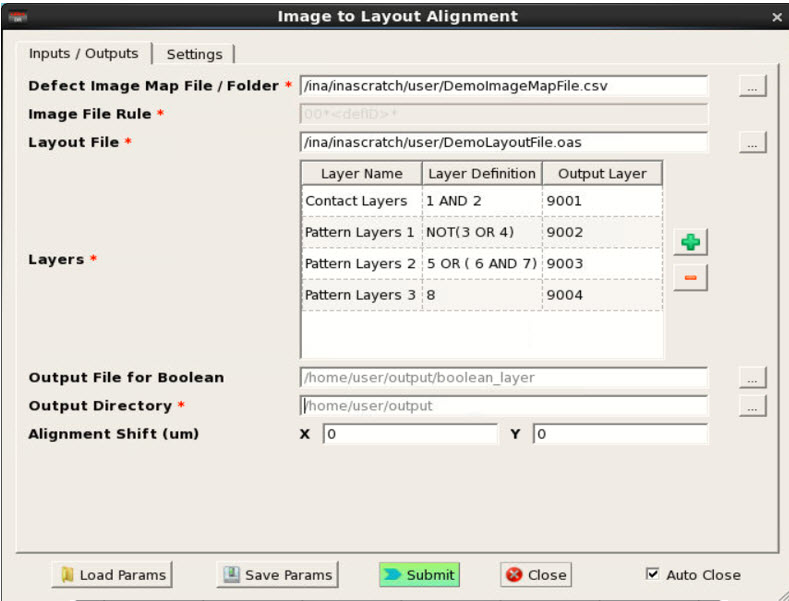 Image to Layout Alignment
Inputs / Outputs Settings
Defect Image Map File / Folder * /ina/inascratch/user/DemoImageMapFile.csv ...
Image File Rule * 00*<defID>*
Layout File * /ina/inascratch/user/DemoLayoutFile.oas ...
Layer Name Layer Definition Output Layer
Contact Layers 1 AND 2 9001
Pattern Layers 1 NOT(3 OR 4) 9002
Layers *
Pattern Layers 2 5 OR ( 6 AND 7) 9003
Pattern Layers 3 8 9004
Output File for Boolean /home/user/output/boolean_layer ...
Output Directory * /home/user/output ...
Alignment Shift (um) X 0 Y 0
Load Params Save Params Submit Close Auto Close